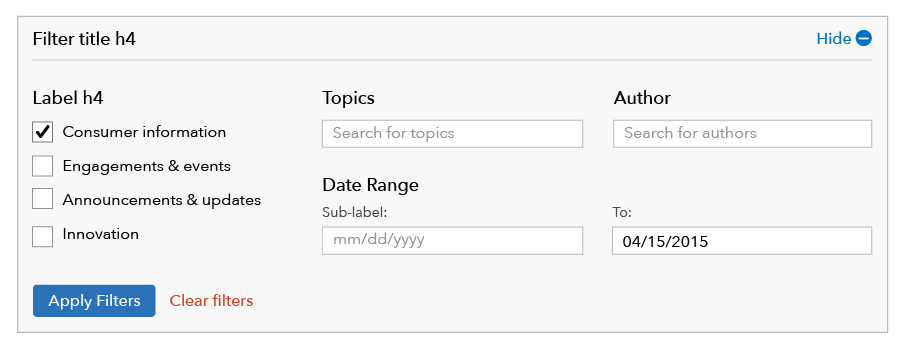 Filter title h4
Hide
Label h4
Consumer information
Engagements & events
Announcements & updates
Innovation
Topics
Search for topics
Author
Search for authors
Date Range
Sub-label:
mm/dd/yyyy
To:
04/15/2015
Apply Filters
Clear filters